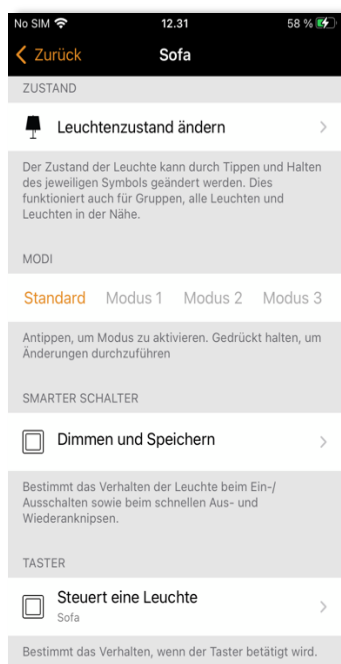 No SIM 12.31 58 %
Zurück Sofa
ZUSTAND
Leuchtenzustand ändern
Der Zustand der Leuchte kann durch Tippen und Halten
des jeweiligen Symbols geändert werden. Dies
funktioniert auch für Gruppen, alle Leuchten und
Leuchten in der Nähe.
MODI
Standard Modus 1 Modus 2 Modus 3
Antippen, um Modus zu aktivieren. Gedrückt halten, um
Änderungen durchzuführen
SMARTER SCHALTER
Dimmen und Speichern
Bestimmt das Verhalten der Leuchte beim Ein-/
Ausschalten sowie beim schnellen Aus- und
Wiederanknipsen.
TASTER
Steuert eine Leuchte
Sofa
Bestimmt das Verhalten, wenn der Taster betätigt wird.